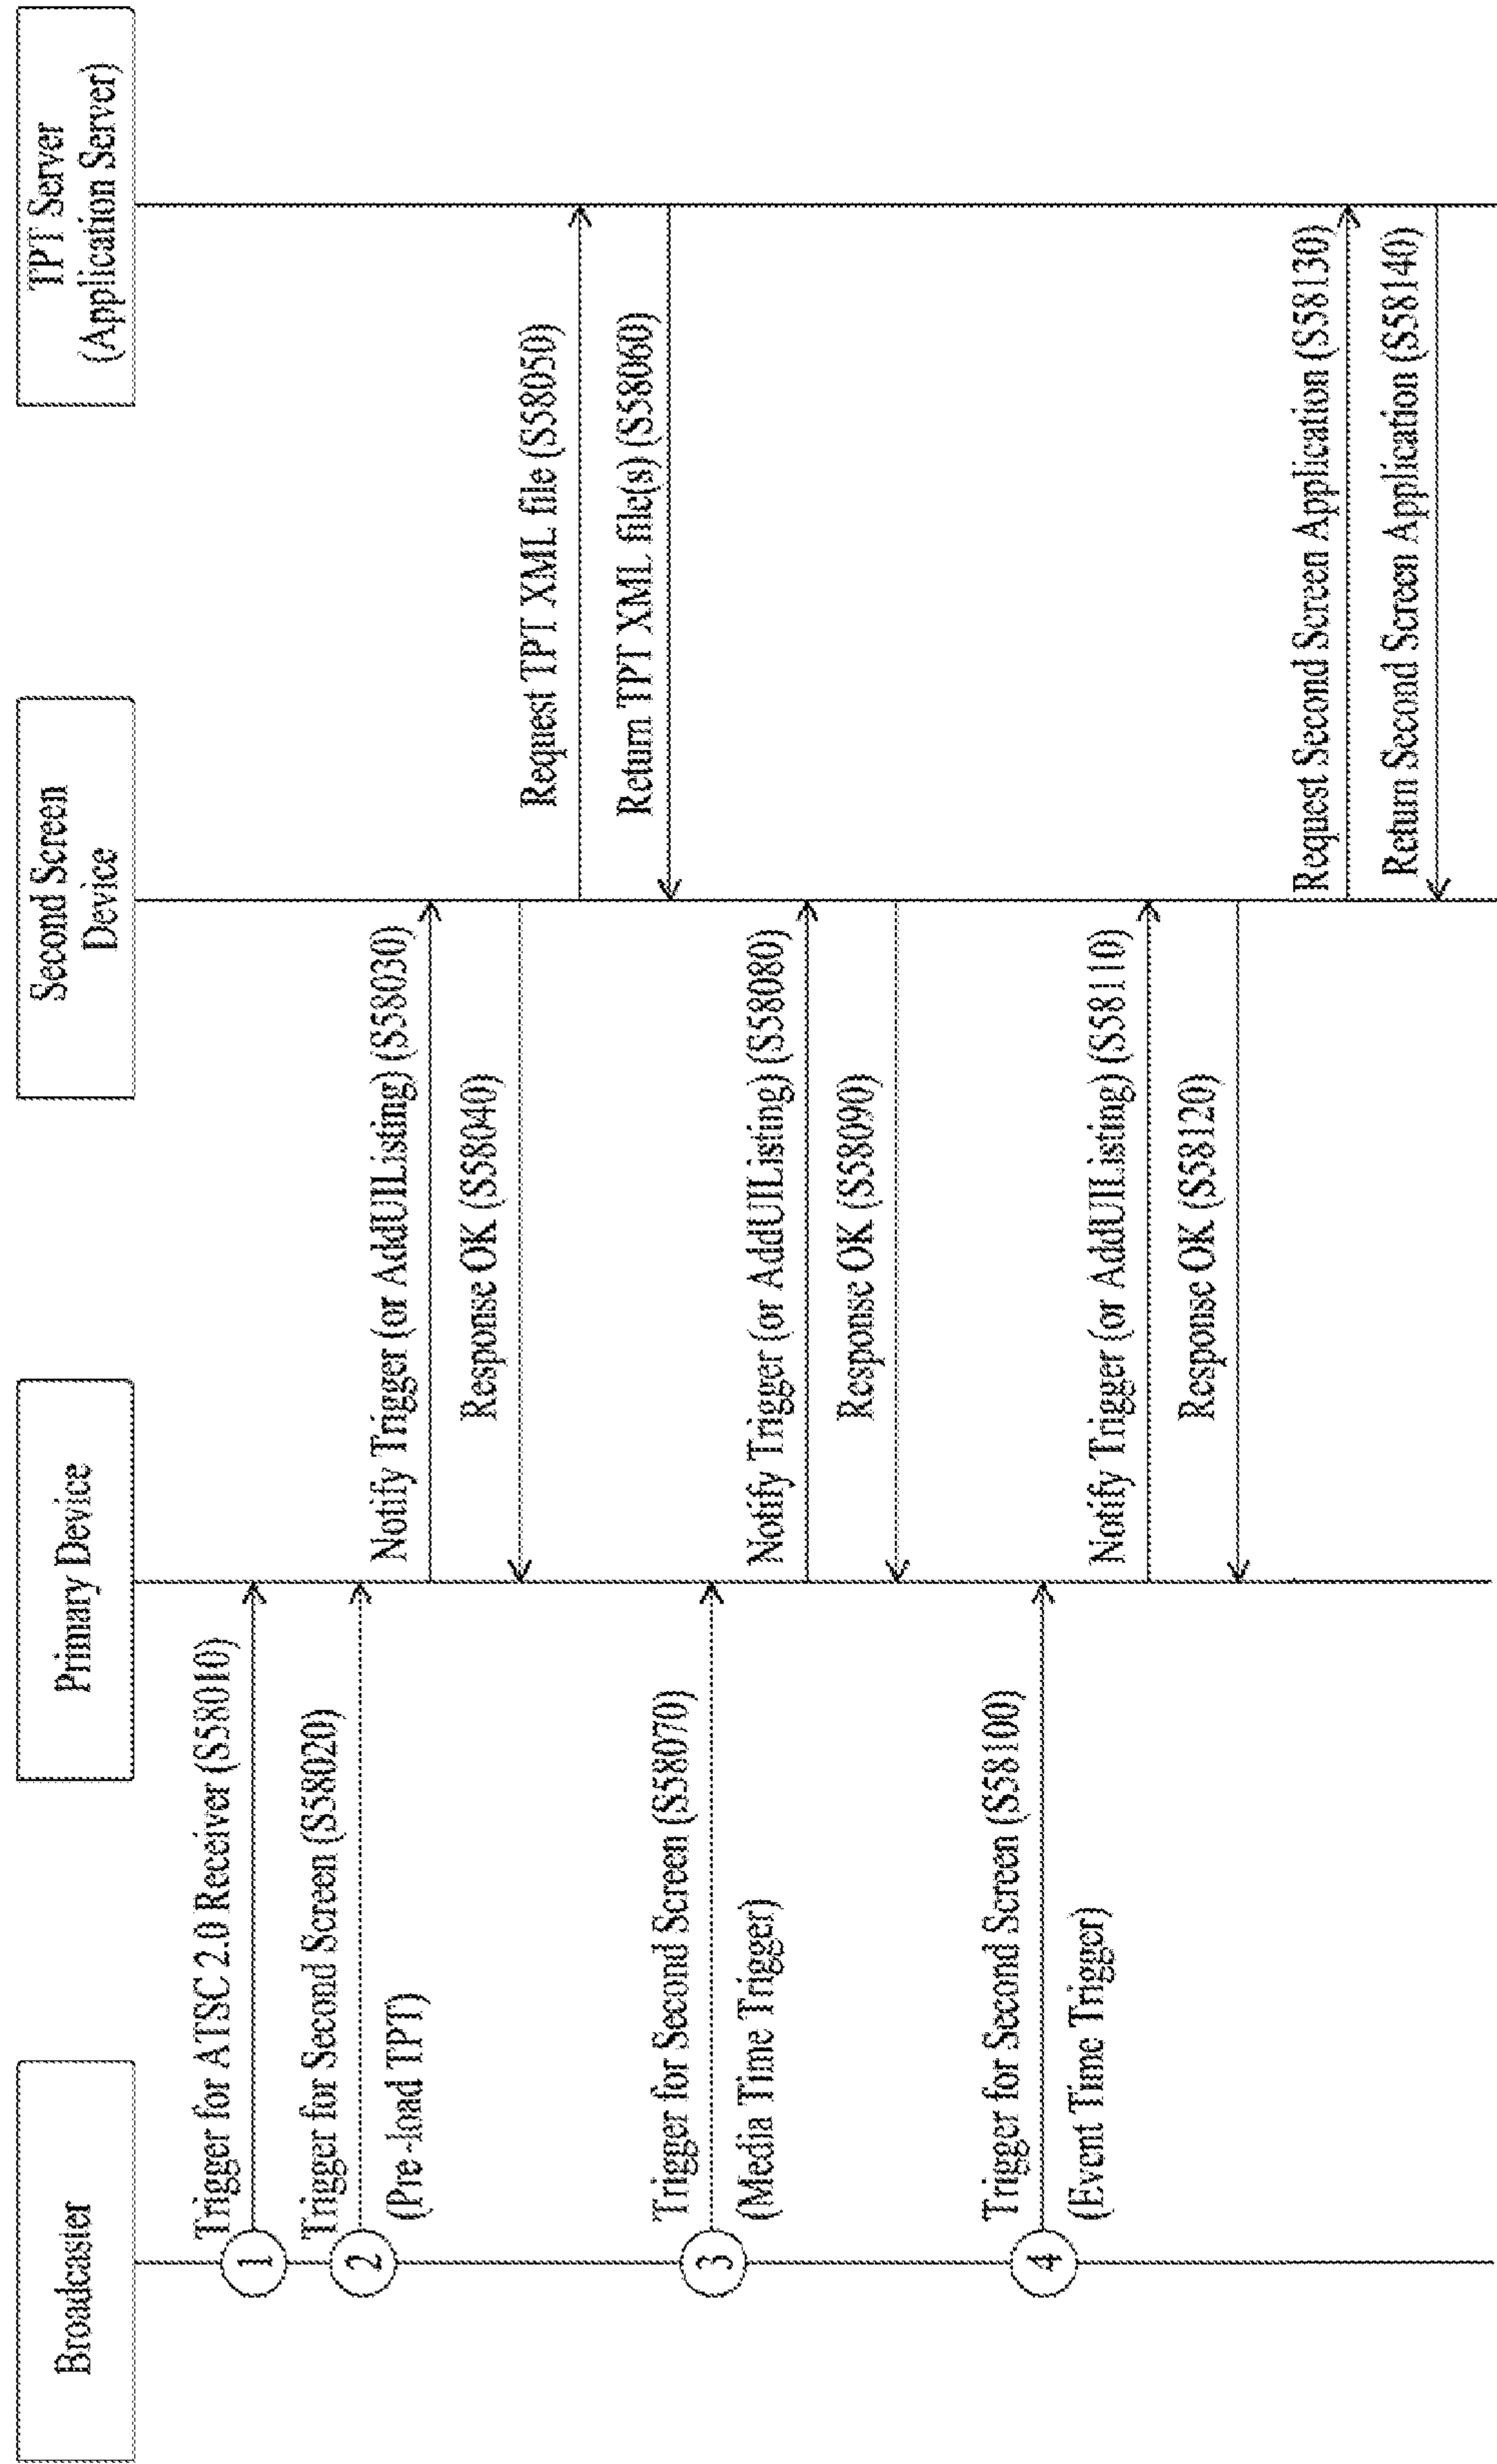 Broadcaster
Primary Device
Second Screen
Device
TPT Server
(Application Server)
1
Trigger for ATSC 2.0 Receiver (S58010)
2
Trigger for Second Screen (S58020)
(Pre-load TPT)
Notify Trigger (or AddUIListing) (S58030)
Response OK (S58040)
Request TPT XML file (S58050)
Return TPT XML file(s) (S58060)
3
Trigger for Second Screen (S58070)
(Media Time Trigger)
Notify Trigger (or AddUIListing) (S58080)
Response OK (S58090)
4
Trigger for Second Screen (S58100)
(Event Time Trigger)
Notify Trigger (or AddUIListing) (S58110)
Response OK (S58120)
Request Second Screen Application (S58130)
Return Second Screen Application (S58140)